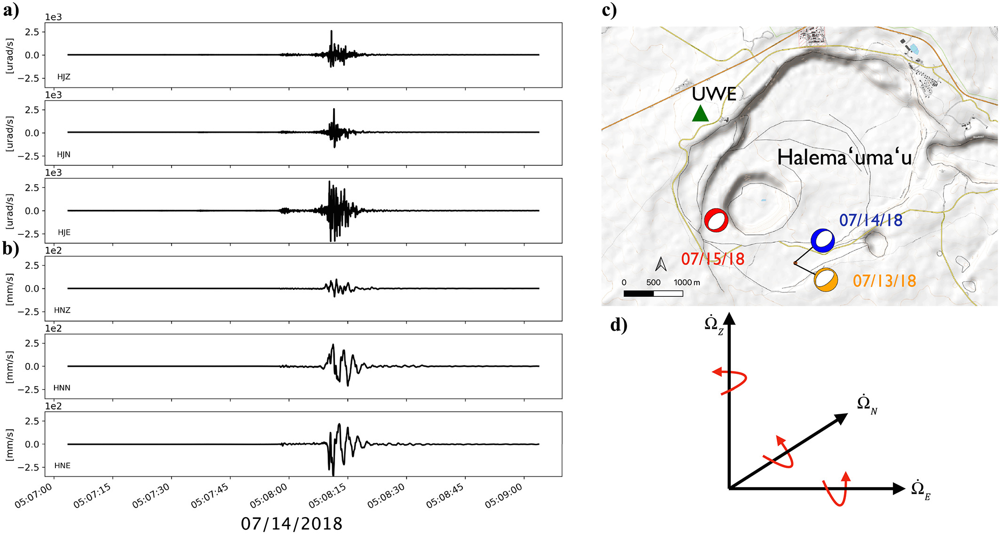 a)
1e3
2.5
0.0
−2.5
[urad/s]
HJZ
1e3
2.5
0.0
−2.5
[urad/s]
HJN
1e3
2.5
0.0
−2.5
[urad/s]
HJE
b)
1e2
2.5
0.0
−2.5
[mm/s]
HNZ
1e2
2.5
0.0
−2.5
[mm/s]
HNN
1e2
2.5
0.0
−2.5
[mm/s]
HNE
05:07:00 05:07:15 05:07:30 05:07:45 05:08:00 05:08:15 05:08:30 05:08:45 05:09:00
07/14/2018
c)
UWE
Halemaʻumaʻu
07/14/18
07/15/18
07/13/18
0 500 1000 m
d)
Ω̇Z
Ω̇N
Ω̇E